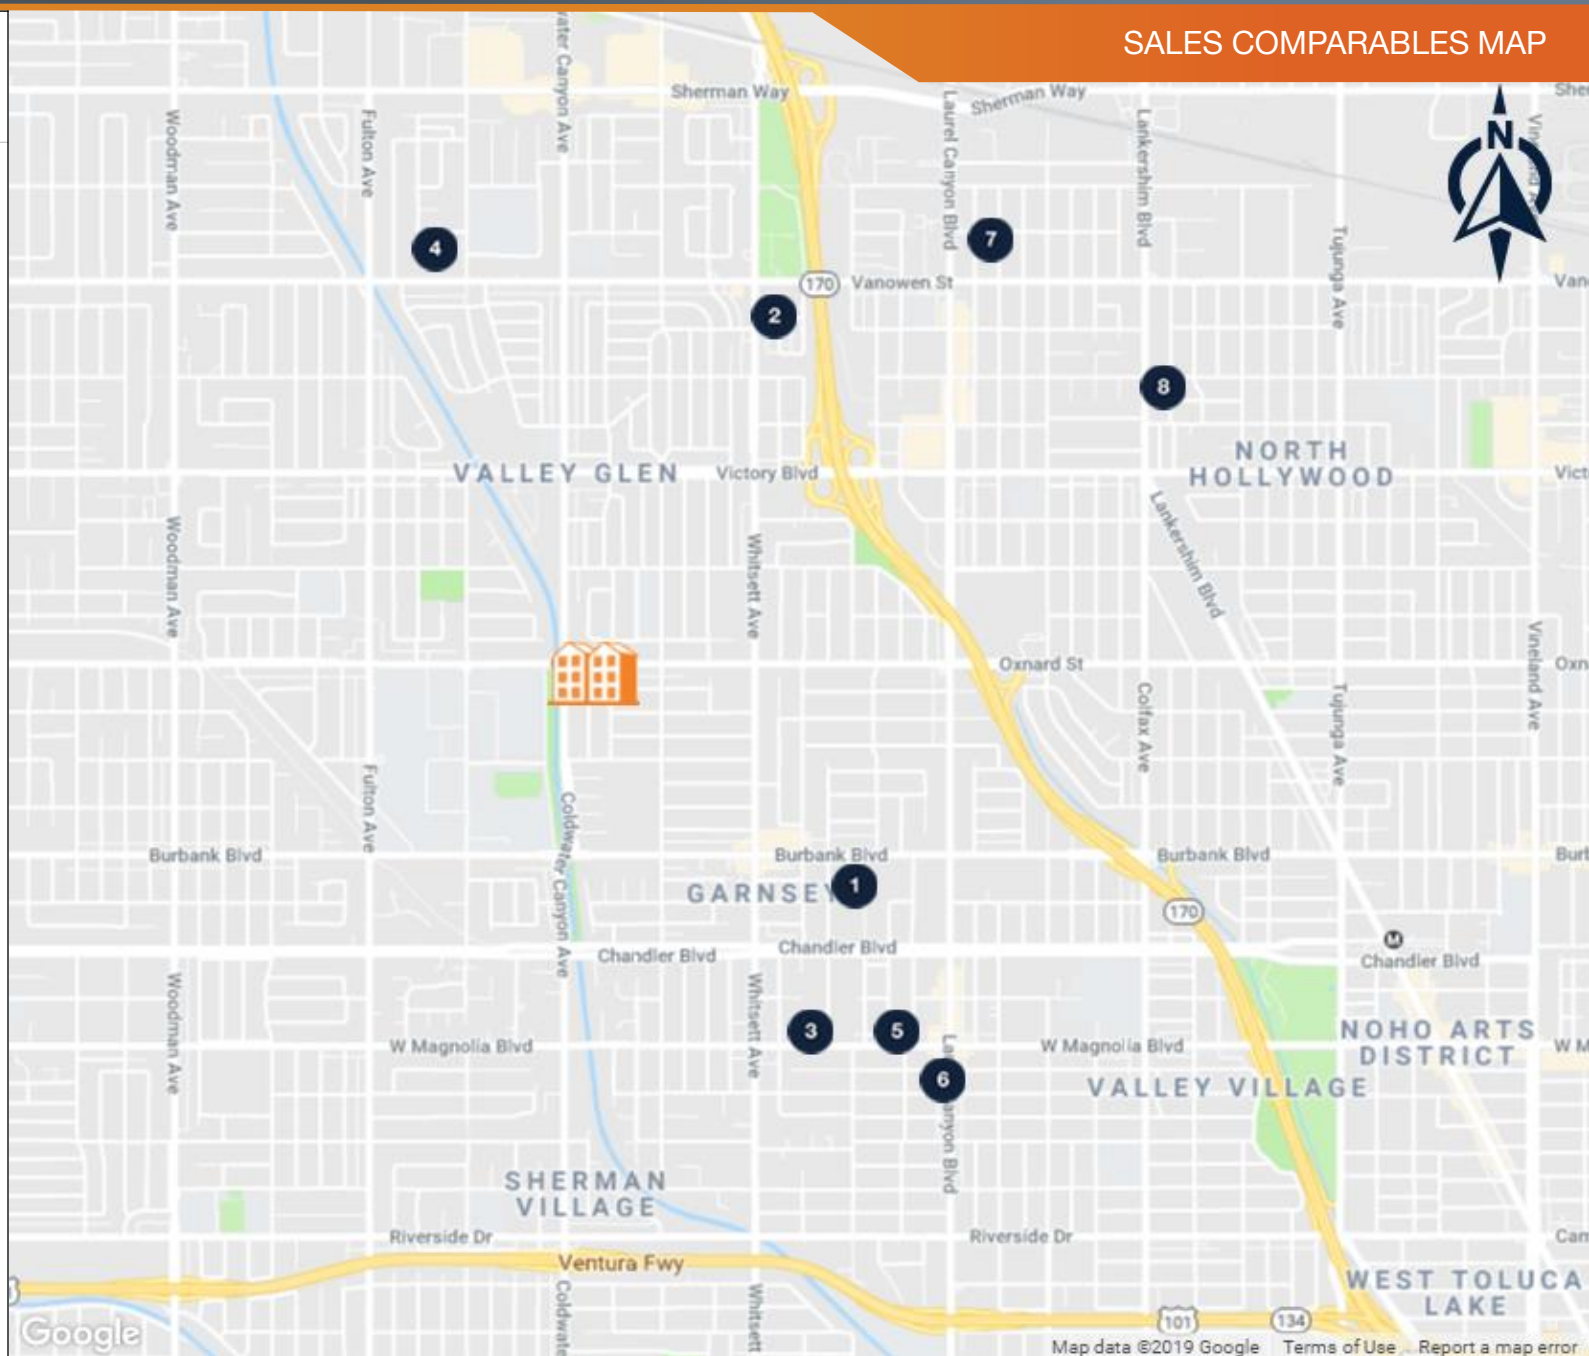 SALES COMPARABLES MAP
Coldwater Canyon Ave
Sherman Way
Sherman Way
N
Woodman Ave
Fulton Ave
Laurel Canyon Blvd
Lankershim Blvd
4
7
Tujunga Ave
170
Vanowen St
2
8
NORTH
HOLLYWOOD
VALLEY GLEN
Victory Blvd
Lankershim Blvd
Woodman Ave
Whitsett Ave
Vineland Ave
Oxnard St
Colfax Ave
Tujunga Ave
Fulton Ave
Coldwater Canyon Ave
Burbank Blvd
Burbank Blvd
Burbank Blvd
GARNSEY
1
170
M
Chandler Blvd
Chandler Blvd
Chandler Blvd
Woodman Ave
Whitsett Ave
3
5
NOHO ARTS
DISTRICT
W Magnolia Blvd
W Magnolia Blvd
6
VALLEY VILLAGE
anyon Blvd
SHERMAN
VILLAGE
Riverside Dr
Riverside Dr
Ventura Fwy
WEST TOLUCA
LAKE
Whitsett
101
134
Google
Map data ©2019 Google
Terms of Use
Report a map error